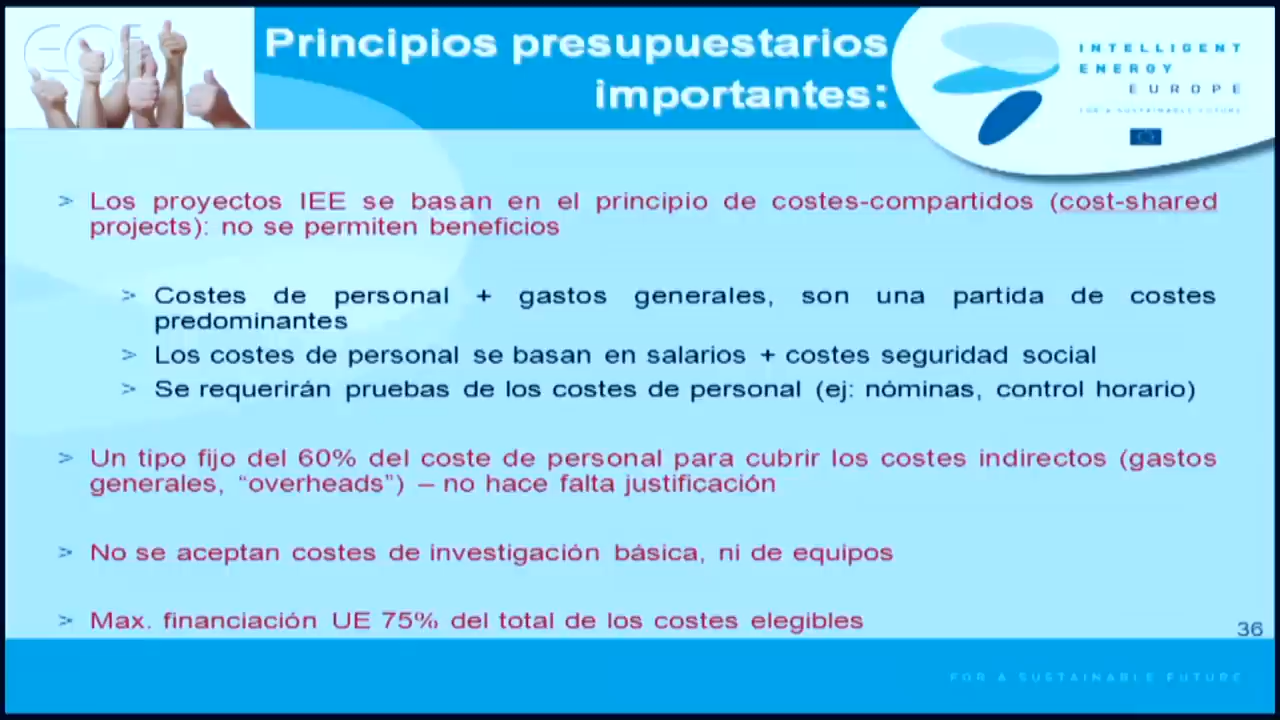 EOI
Principios presupuestarios
importantes:
INTELLIGENT
ENERGY
EUROPE
FOR A SUSTAINABLE FUTURE
> Los proyectos IEE se basan en el principio de costes-compartidos (cost-shared
projects): no se permiten beneficios
> Costes de personal + gastos generales, son una partida de costes
predominantes
> Los costes de personal se basan en salarios + costes seguridad social
> Se requerirán pruebas de los costes de personal (ej: nóminas, control horario)
> Un tipo fijo del 60% del coste de personal para cubrir los costes indirectos (gastos
generales, “overheads”) – no hace falta justificación
> No se aceptan costes de investigación básica, ni de equipos
> Max. financiación UE 75% del total de los costes elegibles
36
FOR A SUSTAINABLE FUTURE